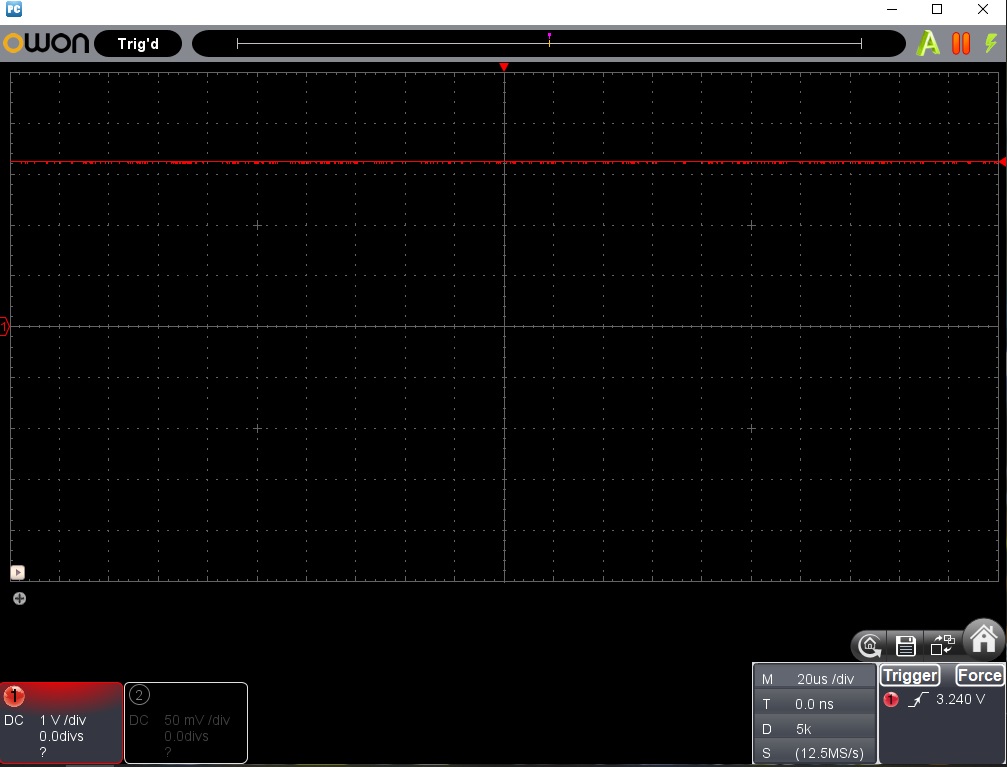 PC
OWON
Trig'd
A
1
1
DC 1 V /div
0.0divs
?
2
DC 50 mV /div
0.0divs
?
M 20us /div
T 0.0 ns
D 5k
S (12.5MS/s)
Trigger Force
1 3.240 V